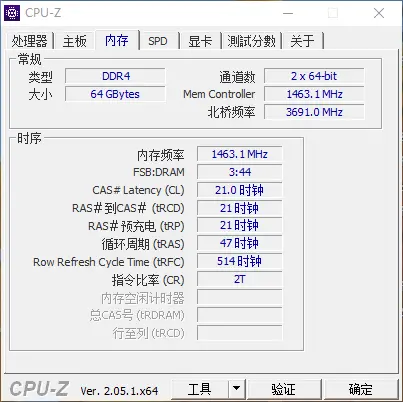 CPU-Z
处理器 主板 内存 SPD 显卡 測試分數 关于
常规
类型 DDR4 通道数 2 x 64-bit
大小 64 GBytes Mem Controller 1463.1 MHz
北桥频率 3691.0 MHz
时序
内存频率 1463.1 MHz
FSB:DRAM 3:44
CAS# Latency (CL) 21.0 时钟
RAS#到CAS# (tRCD) 21 时钟
RAS#预充电 (tRP) 21 时钟
循环周期 (tRAS) 47 时钟
Row Refresh Cycle Time (tRFC) 514 时钟
指令比率 (CR) 2T
内存空闲计时器
总CAS号 (tRDRAM)
行至列 (tRCD)
CPU-Z Ver. 2.05.1.x64 工具 验证 确定